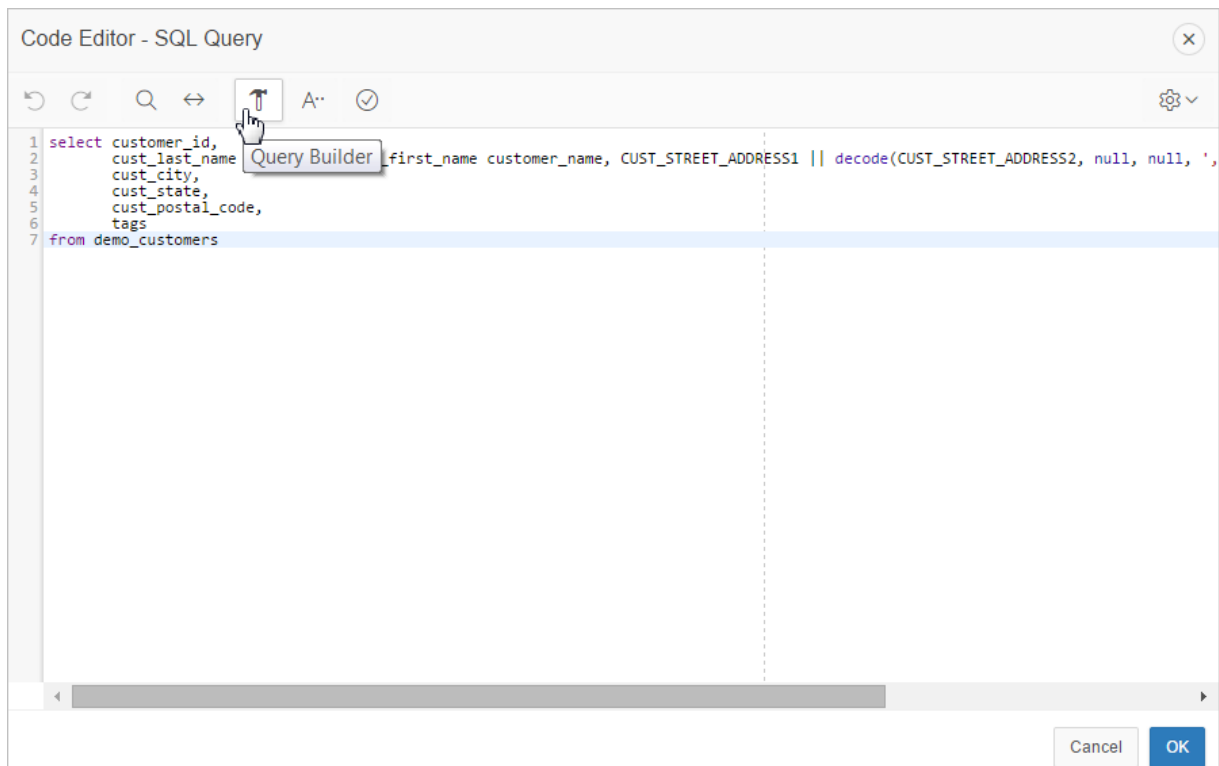 Code Editor - SQL Query
A
Query Builder
1 select customer_id,
2 cust_last_name _first_name customer_name, CUST_STREET_ADDRESS1 || decode(CUST_STREET_ADDRESS2, null, null, ',
3 cust_city,
4 cust_state,
5 cust_postal_code,
6 tags
7 from demo_customers
Cancel
OK